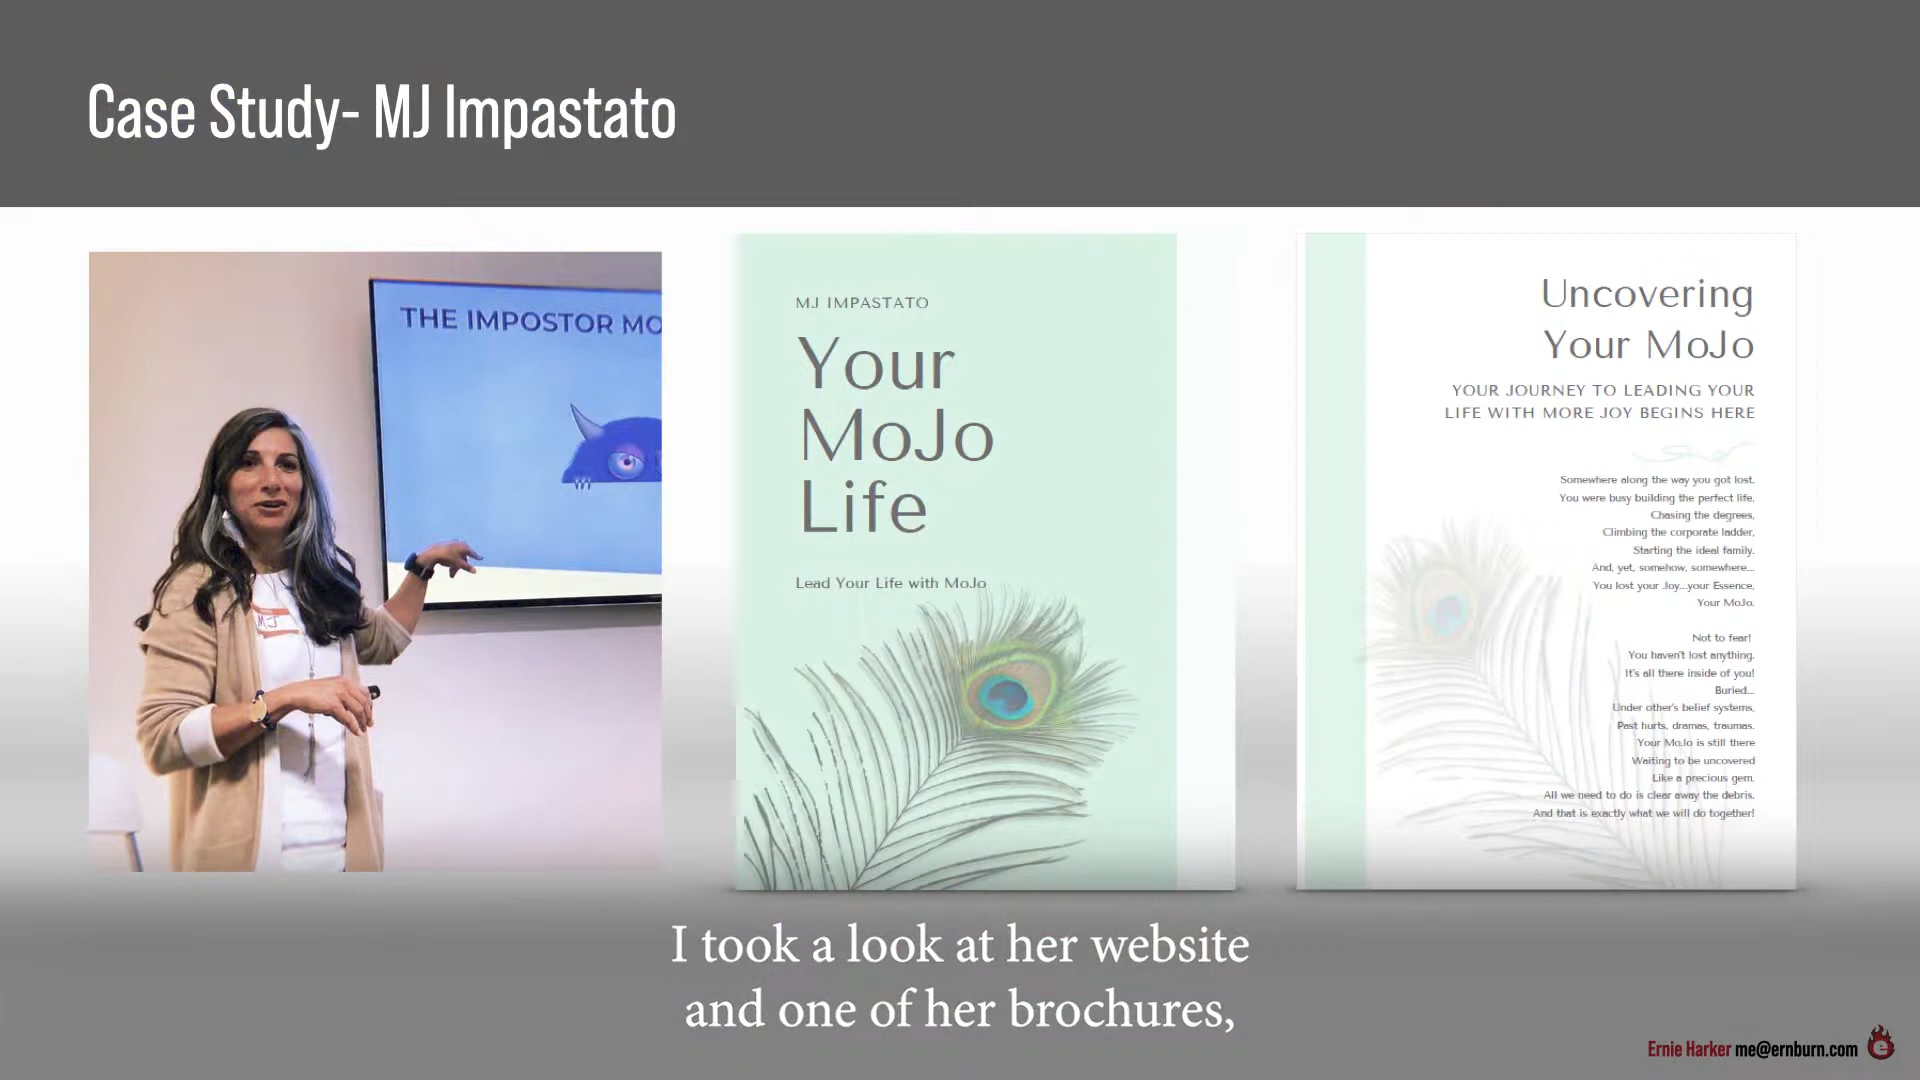 Case Study- MJ Impastato
THE IMPOSTOR MO
MJ
MJ IMPASTATO
Your
MoJo
Life
Lead Your Life with MoJo
Uncovering
Your MoJo
YOUR JOURNEY TO LEADING YOUR
LIFE WITH MORE JOY BEGINS HERE
Somewhere along the way you got lost.
You were busy building the perfect life,
Chasing the degrees,
Climbing the corporate ladder,
Starting the ideal family.
And, yet, somehow, somewhere...
You lost your Joy...your Essence,
Your MoJo.
Not to fear!
You haven't lost anything.
It's all there inside of you!
Buried...
Under other's belief systems,
Past hurts, dramas, traumas.
Your MoJo is still there
Waiting to be uncovered
Like a precious gem.
All we need to do is clear away the debris.
And that is exactly what we will do together!
I took a look at her website
and one of her brochures,
Ernie Harker me@ernburn.com